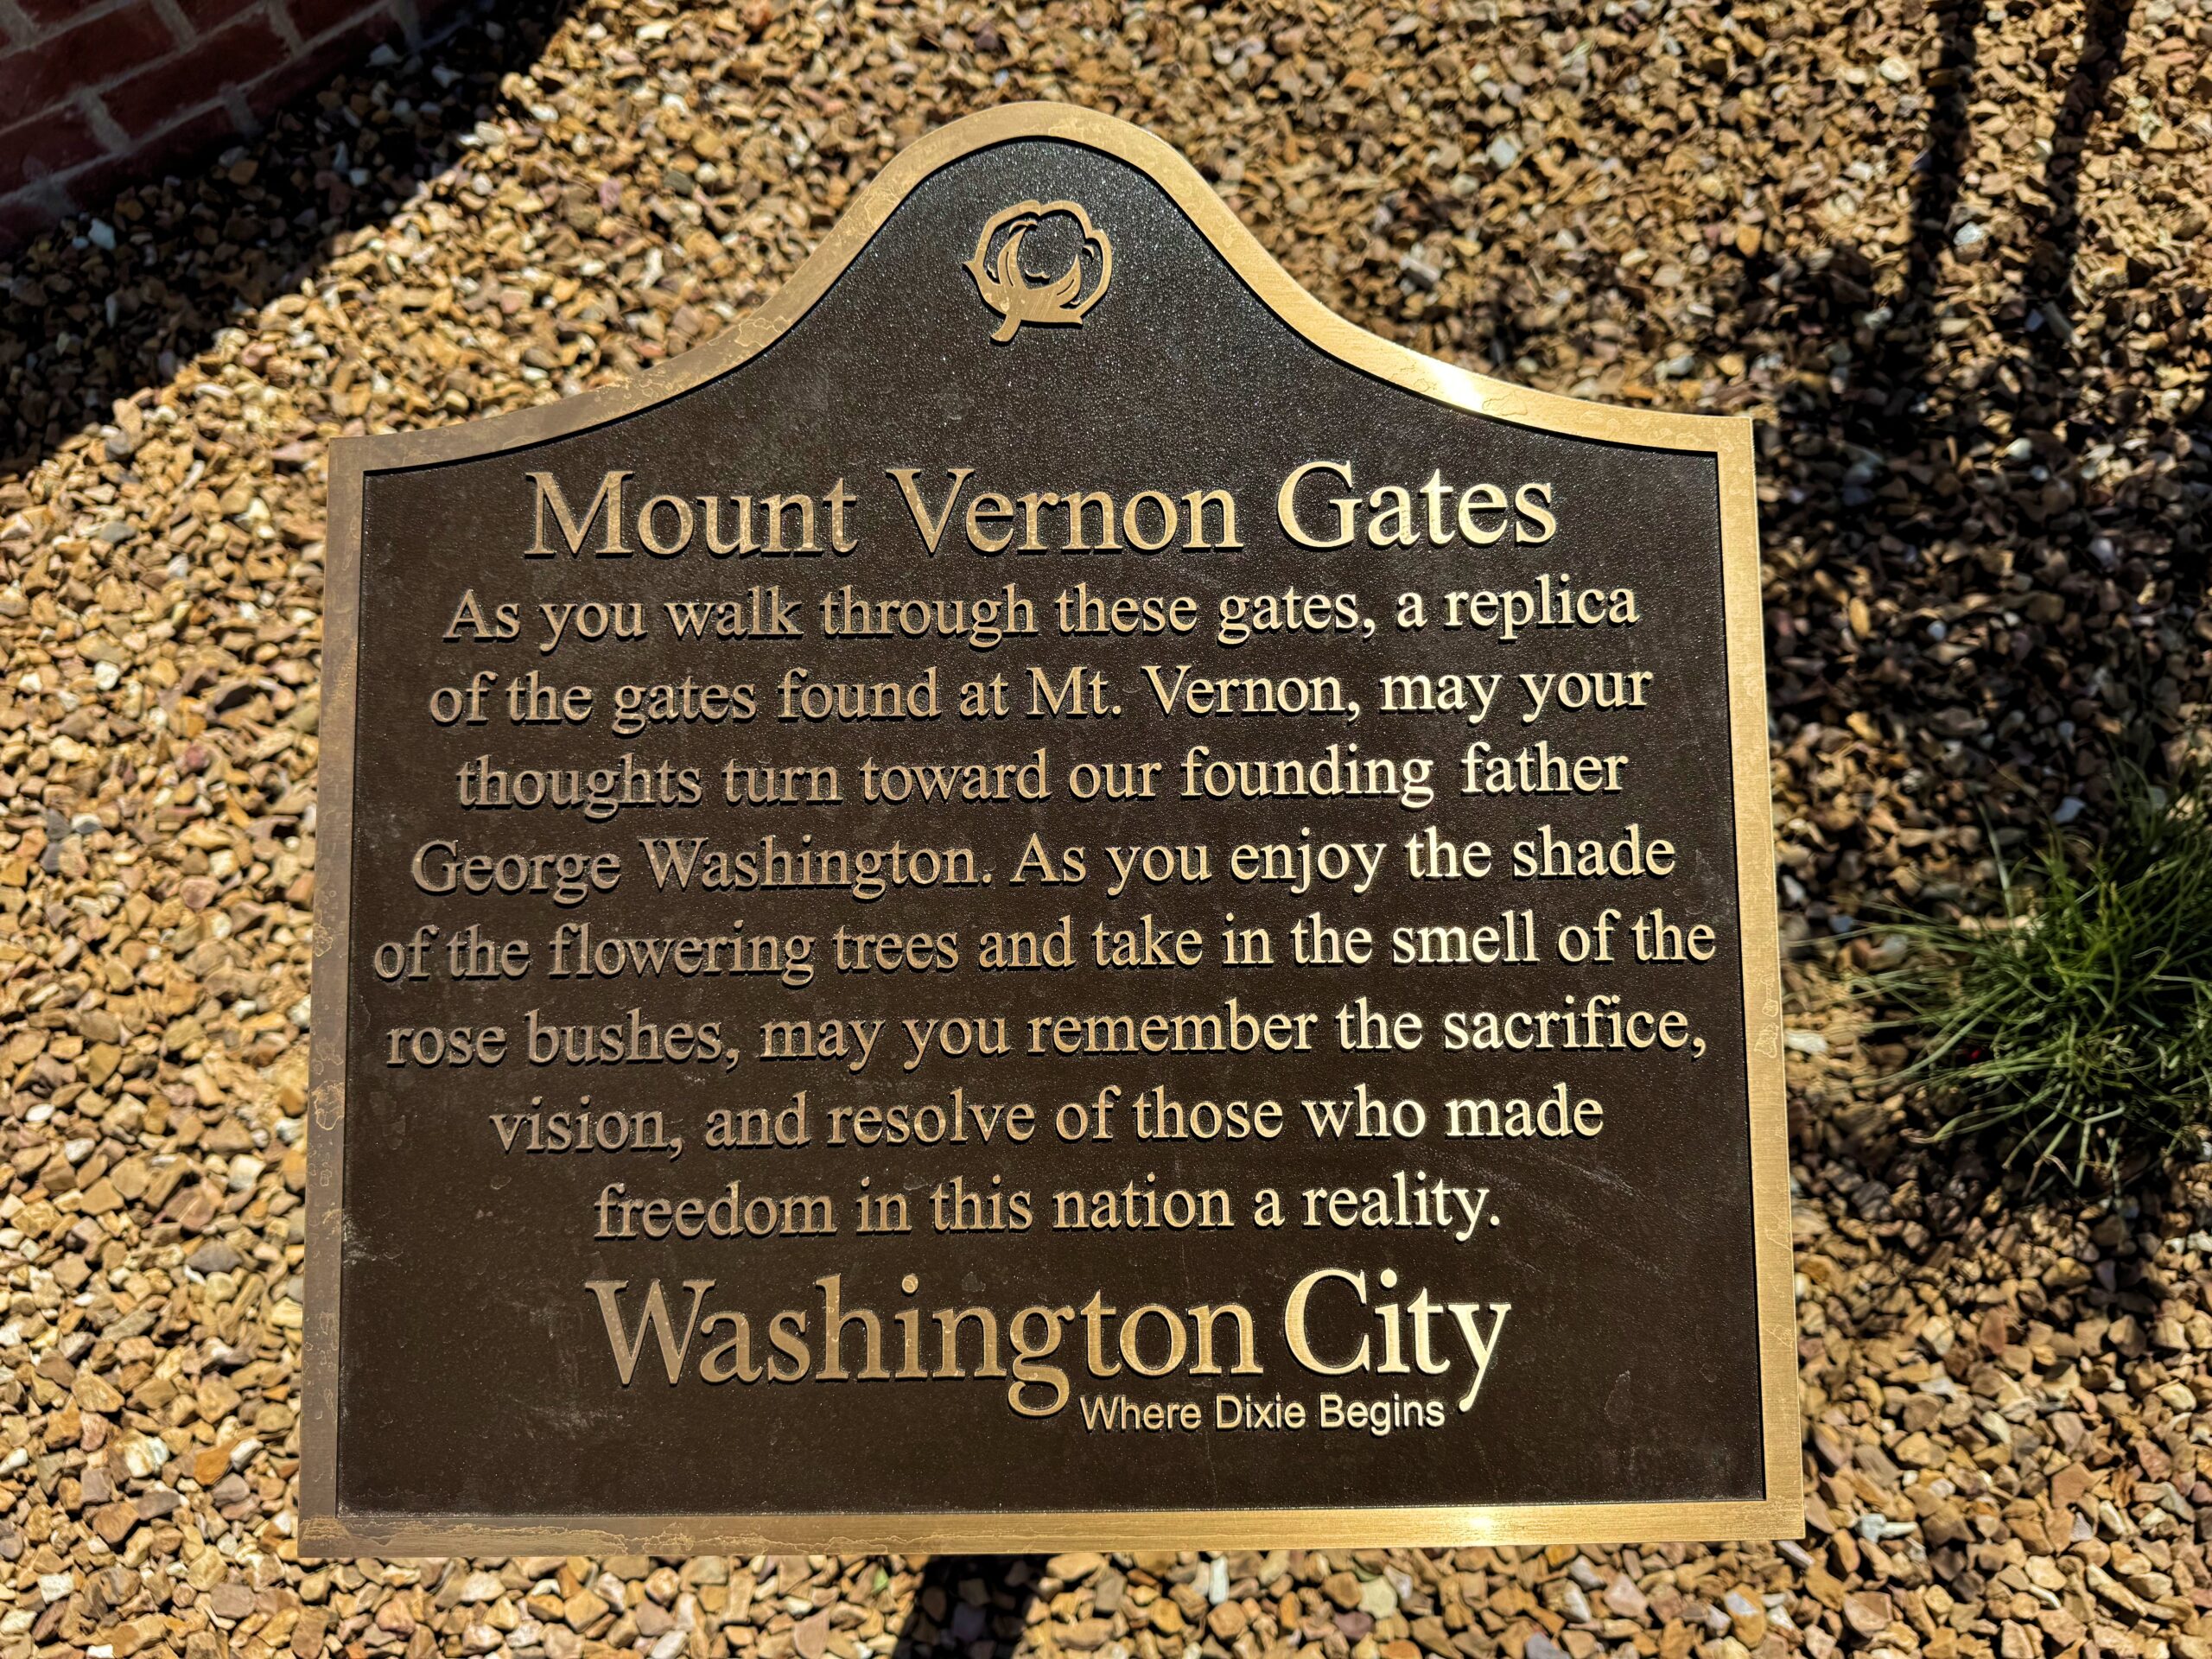 Mount Vernon Gates
As you walk through these gates, a replica
of the gates found at Mt. Vernon, may your
thoughts turn toward our founding father
George Washington. As you enjoy the shade
of the flowering trees and take in the smell of the
rose bushes, may you remember the sacrifice,
vision, and resolve of those who made
freedom in this nation a reality.
Washington City
Where Dixie Begins